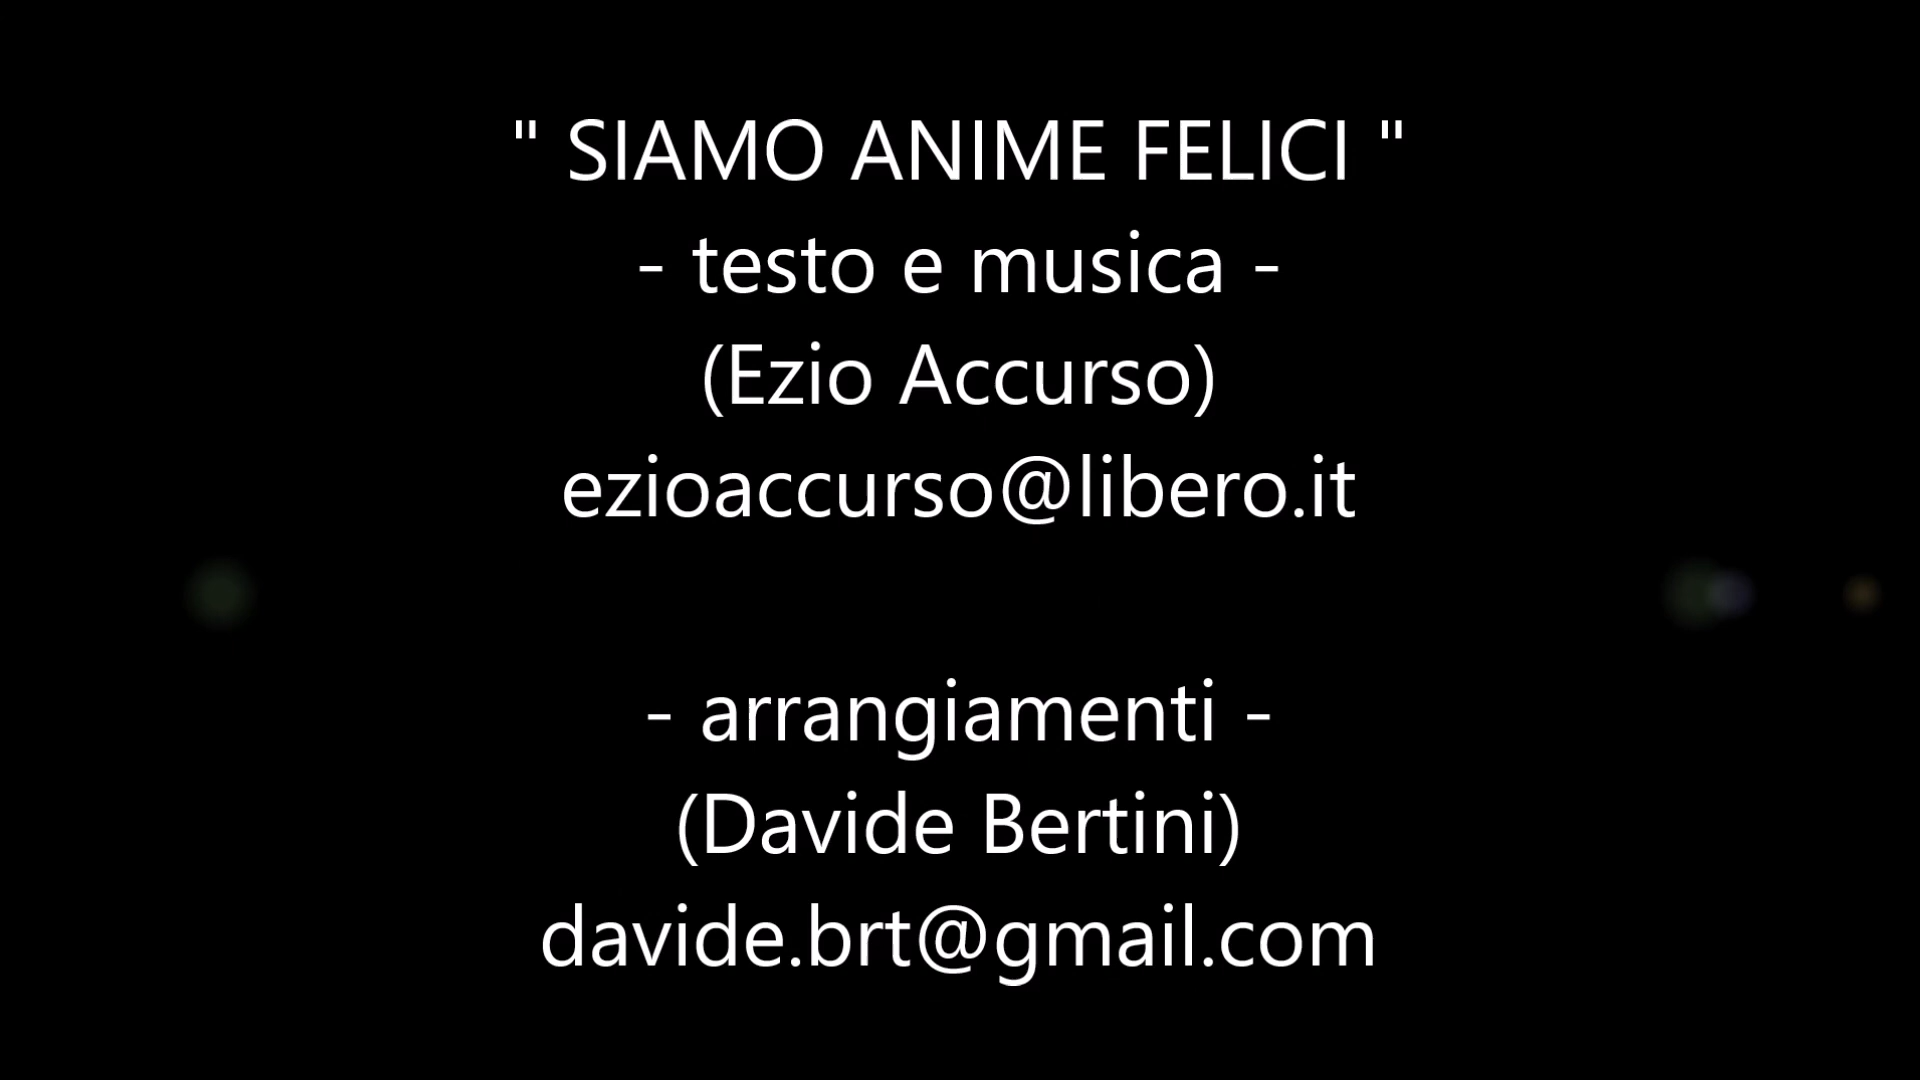 " SIAMO ANIME FELICI "
- testo e musica -
(Ezio Accurso)
ezioaccurso@libero.it
- arrangiamenti -
(Davide Bertini)
davide.brt@gmail.com